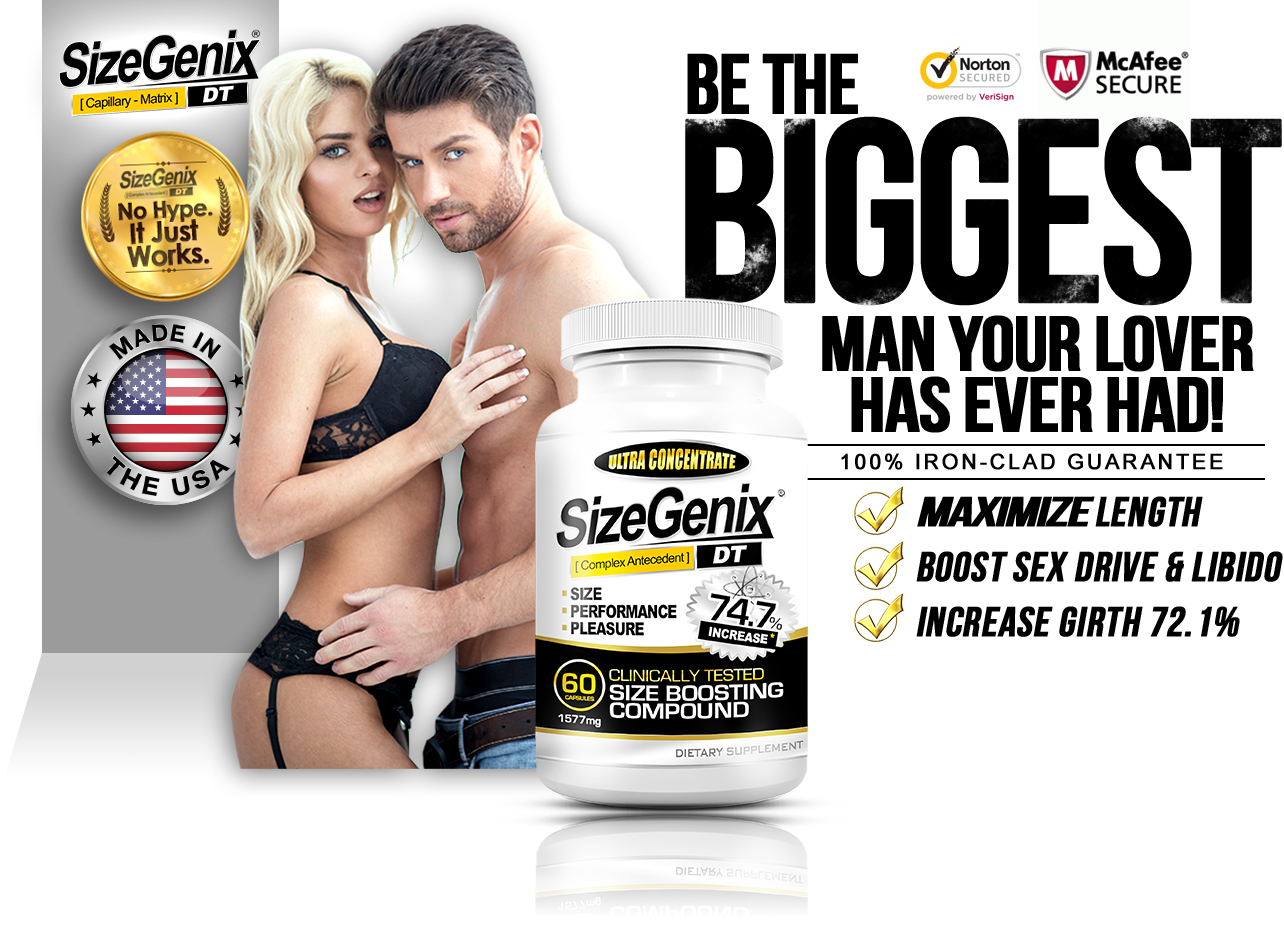 SizeGenix®
[ Capillary - Matrix ] DT
SizeGenix
DT
No Hype.
It Just
Works.
MADE IN
THE USA
BE THE
BIGGEST
MAN YOUR LOVER
HAS EVER HAD!
Norton
SECURED
powered by VeriSign
McAfee®
SECURE
100% IRON-CLAD GUARANTEE
MAXIMIZE LENGTH
BOOST SEX DRIVE & LIBIDO
INCREASE GIRTH 72.1%
ULTRA CONCENTRATE
SizeGenix®
[ Complex Antecedent ] DT
SIZE
PERFORMANCE
PLEASURE
74.7%
INCREASE*
60
CAPSULES
1577mg
CLINICALLY TESTED
SIZE BOOSTING
COMPOUND
DIETARY SUPPLEMENT